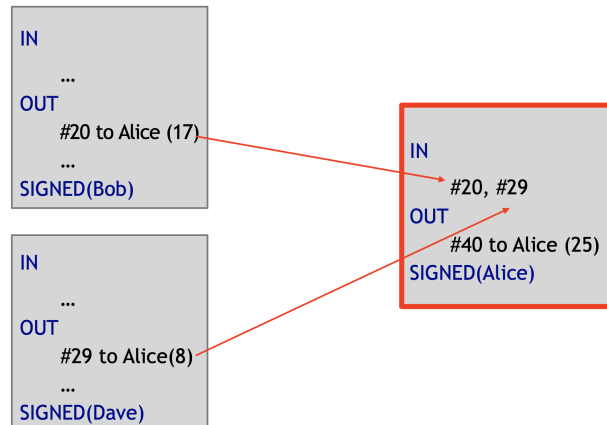 IN
…
OUT
#20 to Alice (17)
…
SIGNED(Bob)
IN
…
OUT
#29 to Alice(8)
…
SIGNED(Dave)
IN
#20, #29
OUT
#40 to Alice (25)
SIGNED(Alice)